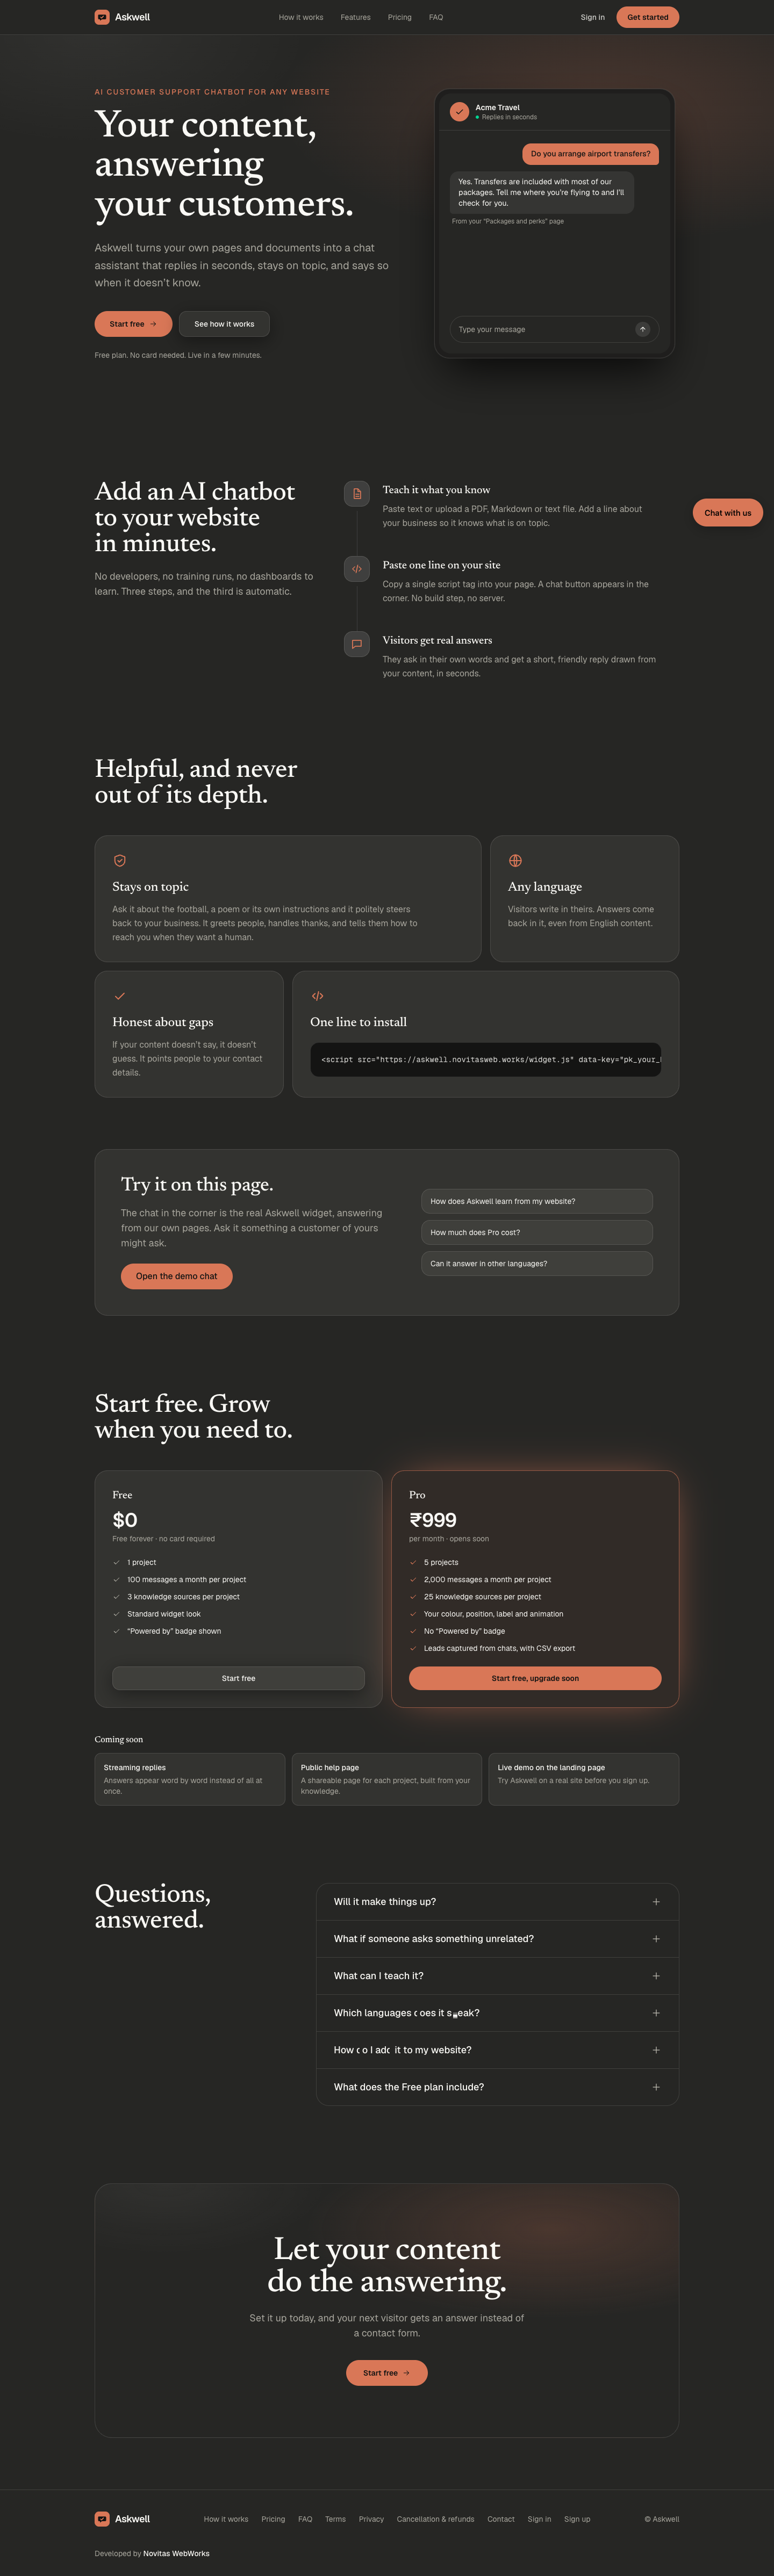 Askwell
How it works
Features
Pricing
FAQ
Sign in
Get started
AI CUSTOMER SUPPORT CHATBOT FOR ANY WEBSITE
Your content,
answering
your customers.
Askwell turns your own pages and documents into a chat
assistant that replies in seconds, stays on topic, and says so
when it doesn't know.
Start free →
See how it works
Free plan. No card needed. Live in a few minutes.
Acme Travel
Replies in seconds
Do you arrange airport transfers?
Yes. Transfers are included with most of our
packages. Tell me where you're flying to and I'll
check for you.
From your "Packages and perks" page
Type your message
Add an AI chatbot
to your website
in minutes.
No developers, no training runs, no dashboards to
learn. Three steps, and the third is automatic.
Teach it what you know
Paste text or upload a PDF, Markdown or text file. Add a line about
your business so it knows what is on topic.
Paste one line on your site
Copy a single script tag into your page. A chat button appears in the
corner. No build step, no server.
Visitors get real answers
They ask in their own words and get a short, friendly reply drawn from
your content, in seconds.
Chat with us
Helpful, and never
out of its depth.
Stays on topic
Ask it about the football, a poem or its own instructions and it politely steers
back to your business. It greets people, handles thanks, and tells them how to
reach you when they want a human.
Any language
Visitors write in theirs. Answers come
back in it, even from English content.
Honest about gaps
If your content doesn't say, it doesn't
guess. It points people to your contact
details.
One line to install
<script src="https://askwell.novitasweb.works/widget.js" data-key="pk_your_
Try it on this page.
The chat in the corner is the real Askwell widget, answering
from our own pages. Ask it something a customer of yours
might ask.
Open the demo chat
How does Askwell learn from my website?
How much does Pro cost?
Can it answer in other languages?
Start free. Grow
when you need to.
Free
$0
Free forever · no card required
1 project
100 messages a month per project
3 knowledge sources per project
Standard widget look
"Powered by" badge shown
Start free
Pro
₹999
per month · opens soon
5 projects
2,000 messages a month per project
25 knowledge sources per project
Your colour, position, label and animation
No "Powered by" badge
Leads captured from chats, with CSV export
Start free, upgrade soon
Coming soon
Streaming replies
Answers appear word by word instead of all at
once.
Public help page
A shareable page for each project, built from your
knowledge.
Live demo on the landing page
Try Askwell on a real site before you sign up.
Questions,
answered.
Will it make things up?
What if someone asks something unrelated?
What can I teach it?
Which languages does it speak?
How do I add it to my website?
What does the Free plan include?
Let your content
do the answering.
Set it up today, and your next visitor gets an answer instead of
a contact form.
Start free →
Askwell
How it works
Pricing
FAQ
Terms
Privacy
Cancellation & refunds
Contact
Sign in
Sign up
© Askwell
Developed by Novitas WebWorks